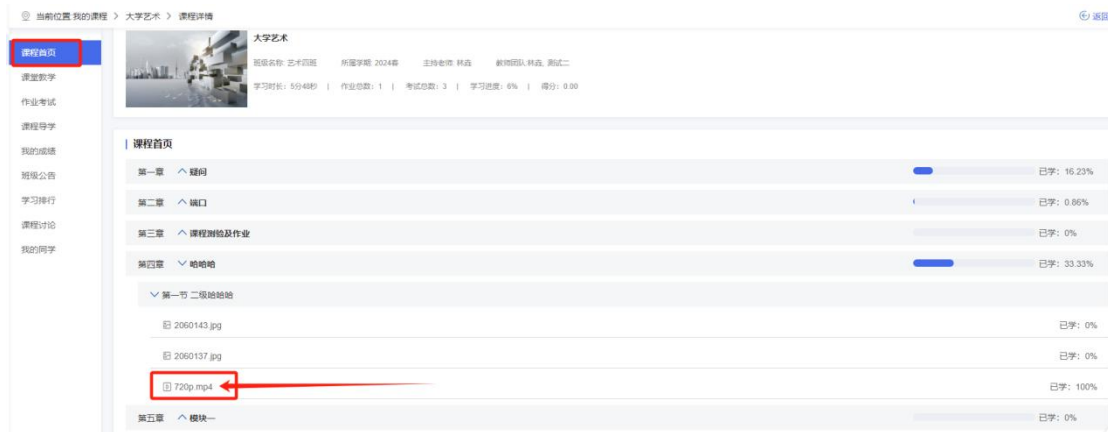 当前位置 我的课程 > 大学艺术 > 课程详情
返回
课程首页
课堂教学
作业考试
课程导学
我的成绩
班级公告
学习排行
课程讨论
我的同学
大学艺术
班级名称: 艺术四班 所属学期: 2024春 主持老师: 林焱 教师团队: 林焱, 测试二
学习时长: 5分48秒 | 作业总数: 1 | 考试总数: 3 | 学习进度: 6% | 得分: 0.00
课程首页
第一章 疑问 已学: 16.23%
第二章 端口 已学: 0.86%
第三章 课程测验及作业 已学: 0%
第四章 哈哈哈 已学: 33.33%
第一节 二级哈哈哈
2060143.jpg 已学: 0%
2060137.jpg 已学: 0%
720p.mp4 已学: 100%
第五章 模块一 已学: 0%